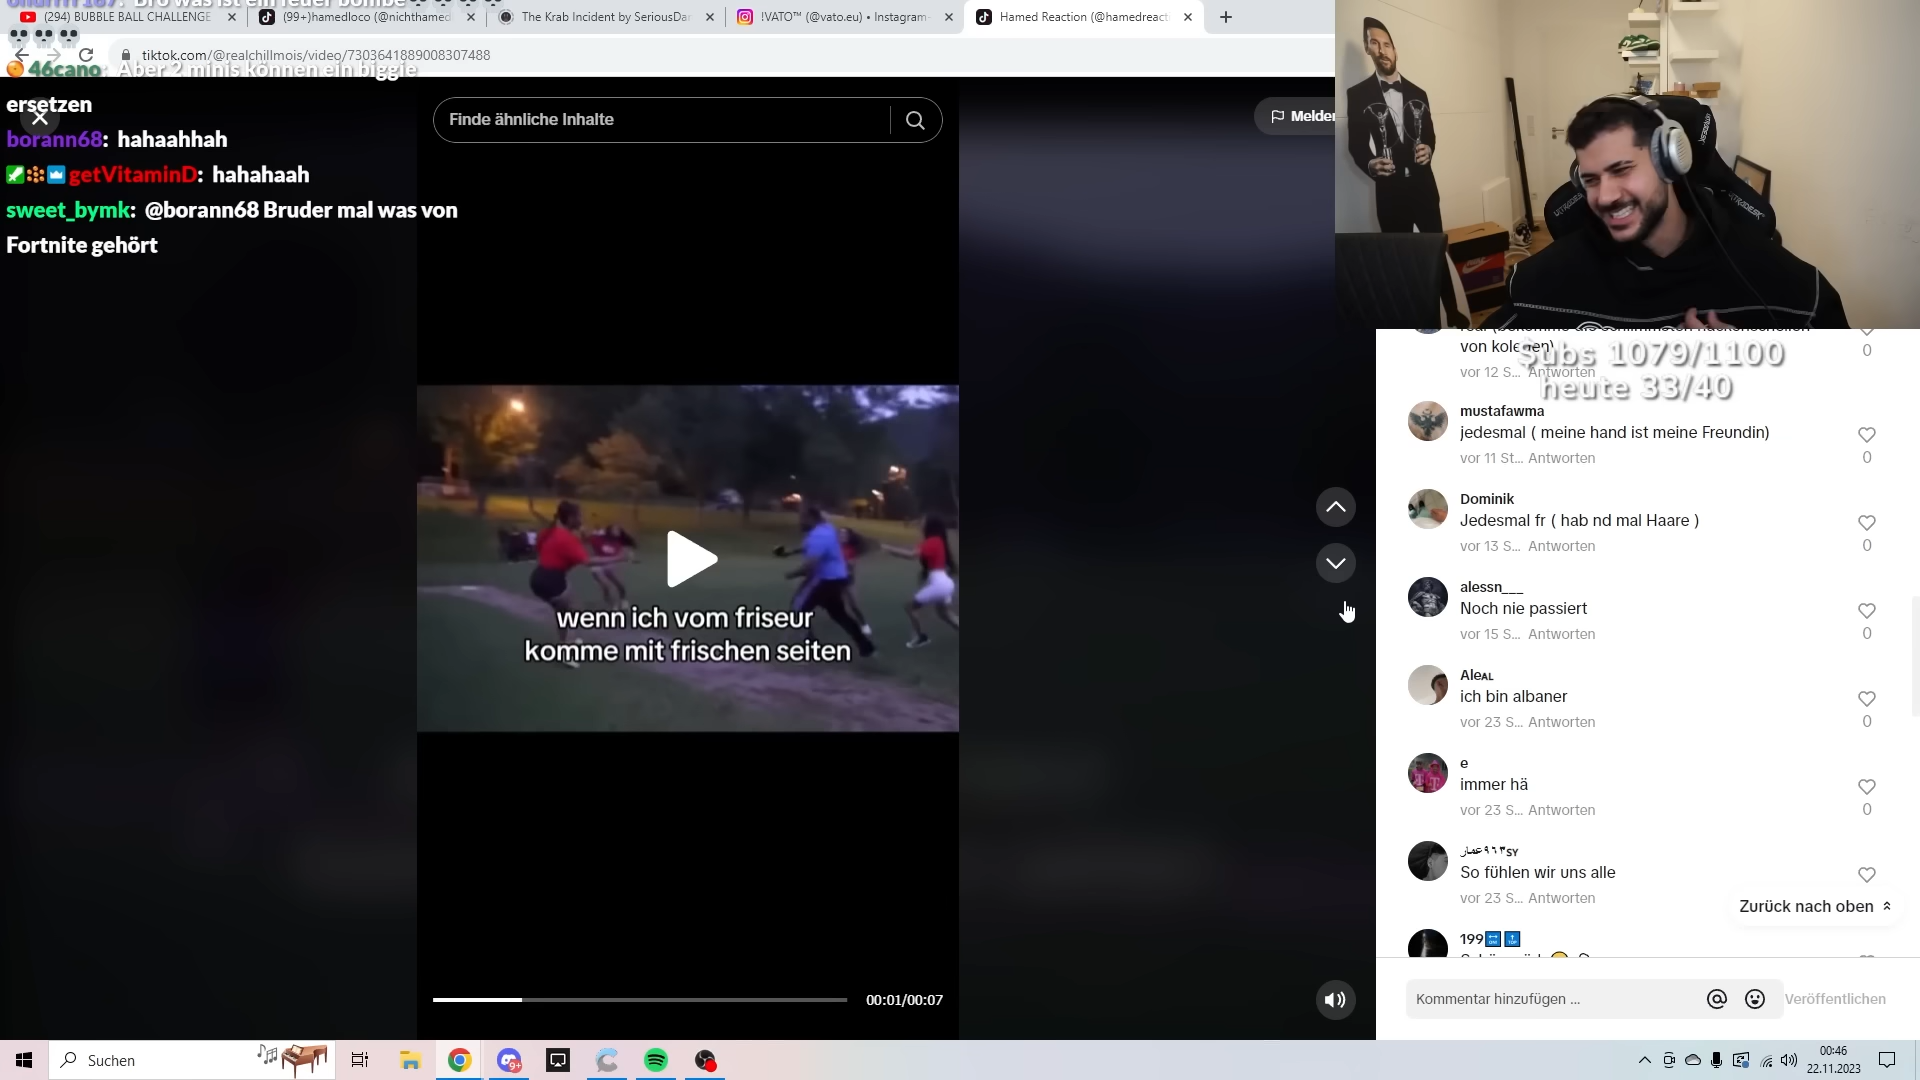 (294) BUBBLE BALL CHALLENGE
(99+)hamedloco (@nichthamed
The Krab Incident by SeriousDar
!VATO™ (@vato.eu) • Instagram-
Hamed Reaction (@hamedreact
tiktok.com/@realchillmois/video/7303641889008307488
46cano: Aber 2 minis können ein biggie
ersetzen
borann68: hahaahhah
getVitaminD: hahahaah
sweet_bymk: @borann68 Bruder mal was von
Fortnite gehört
Finde ähnliche Inhalte
Melden
wenn ich vom friseur
komme mit frischen seiten
00:01/00:07
$ubs 1079/1100
heute 33/40
0
vor 12 S... Antworten
mustafawma
jedesmal ( meine hand ist meine Freundin)
vor 11 St... Antworten
0
Dominik
Jedesmal fr ( hab nd mal Haare )
vor 13 S... Antworten
0
alessn___
Noch nie passiert
vor 15 S... Antworten
0
AleAL
ich bin albaner
vor 23 S... Antworten
0
e
immer hä
vor 23 S... Antworten
0
عمار٩٦٣SY
So fühlen wir uns alle
vor 23 S... Antworten
Zurück nach oben
199
Kommentar hinzufügen ...
Veröffentlichen
Suchen
00:46
22.11.2023